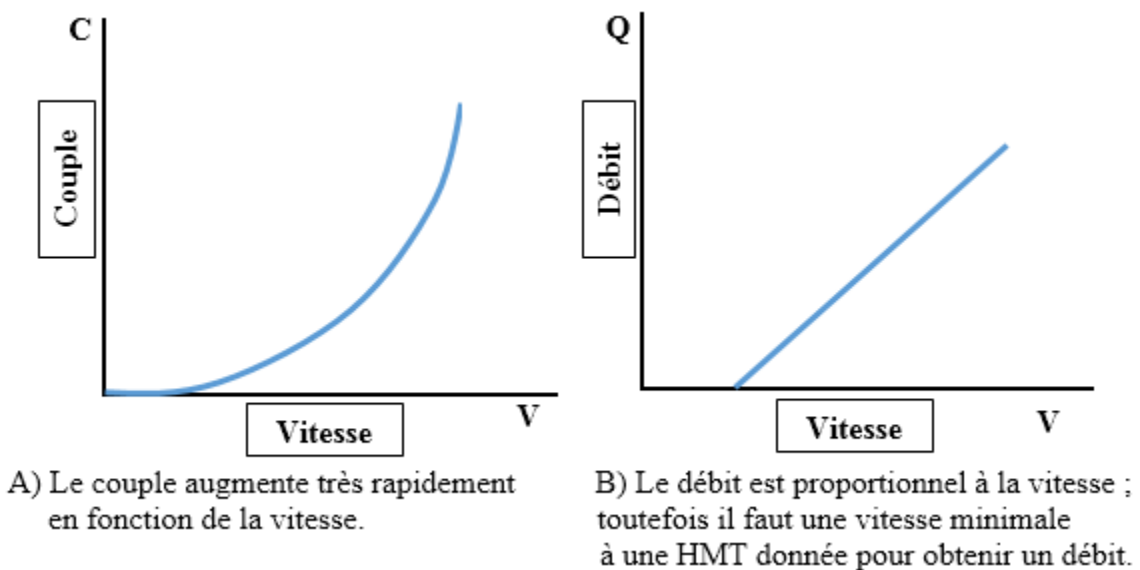 C
Couple
Vitesse
V
A) Le couple augmente très rapidement
en fonction de la vitesse.
Q
Débit
Vitesse
V
B) Le débit est proportionnel à la vitesse ;
toutefois il faut une vitesse minimale
à une HMT donnée pour obtenir un débit.